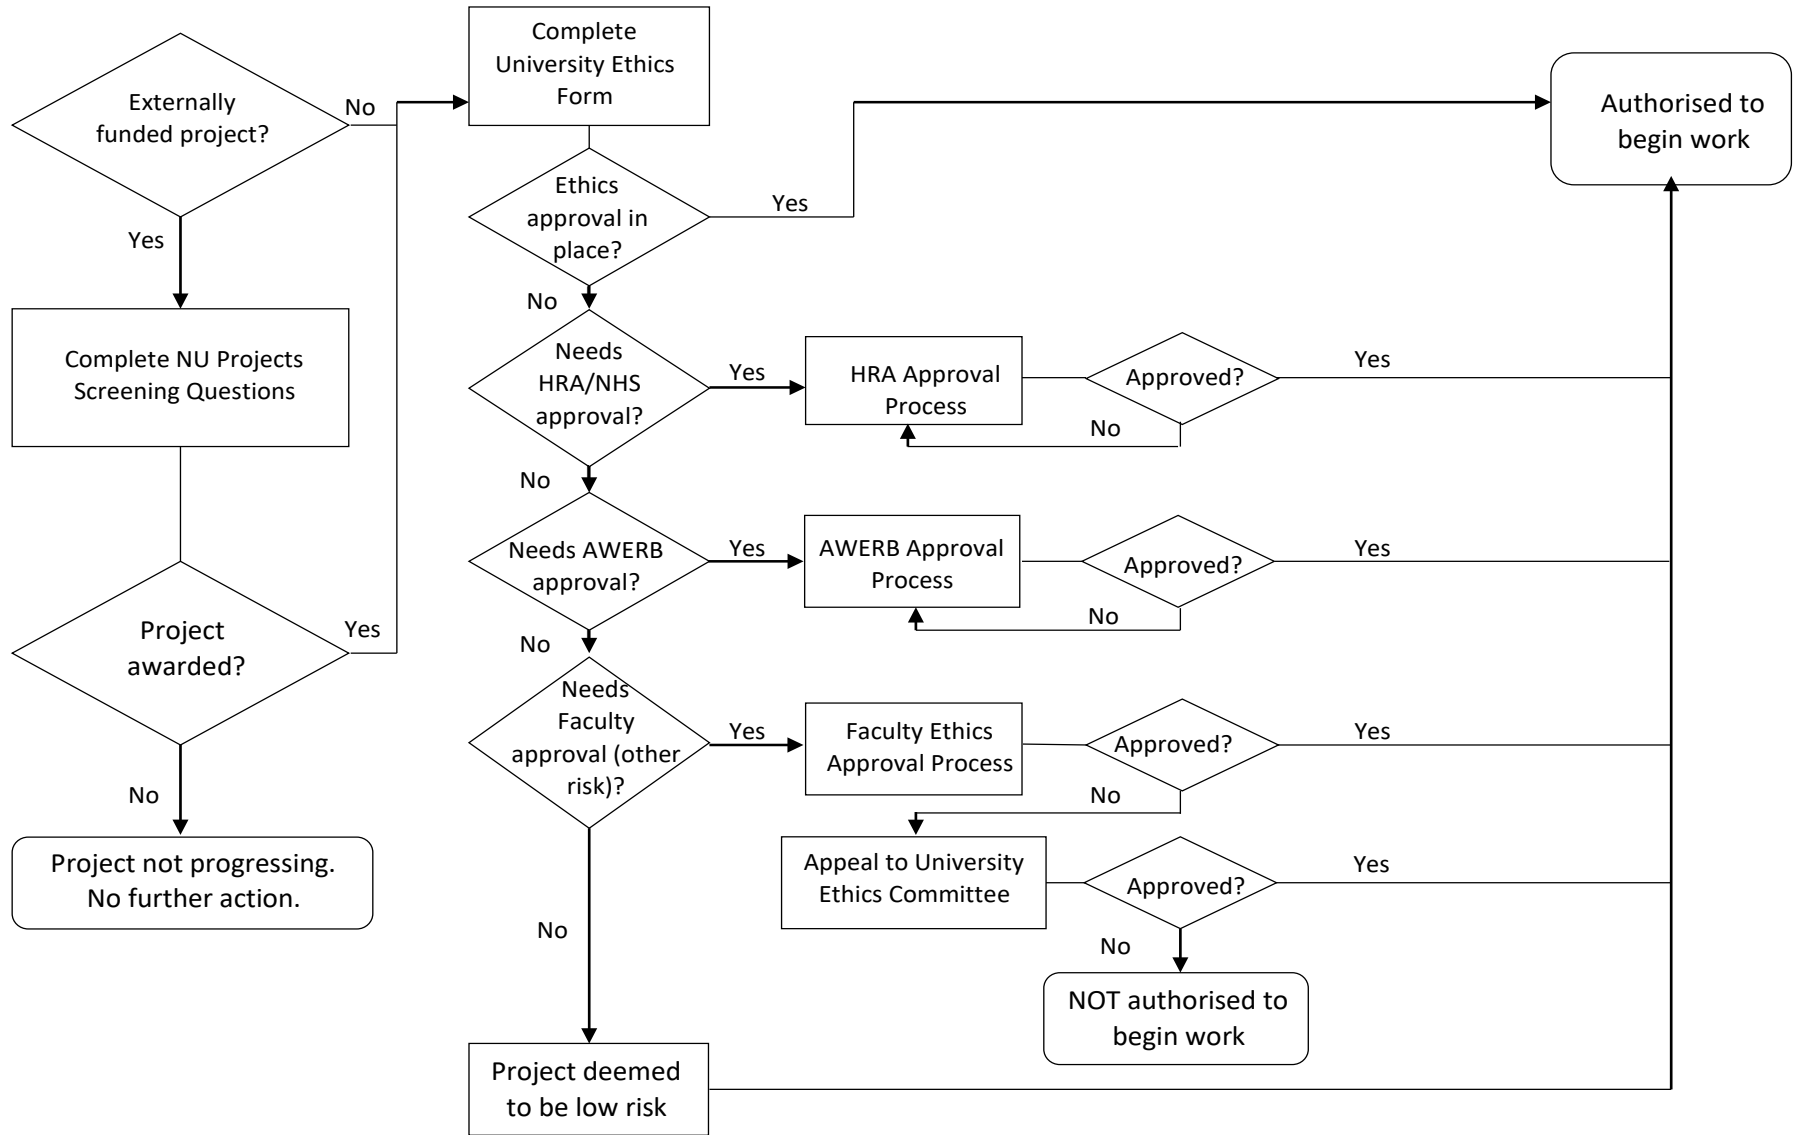 Externally
funded project?
No
Yes
Complete NU Projects
Screening Questions
Project
awarded?
Yes
No
Project not progressing.
No further action.
Complete
University Ethics
Form
Ethics
approval in
place?
Yes
No
Needs
HRA/NHS
approval?
Yes
HRA Approval
Process
Approved?
Yes
No
No
Needs AWERB
approval?
Yes
AWERB Approval
Process
Approved?
Yes
No
No
Needs
Faculty
approval (other
risk)?
Yes
Faculty Ethics
Approval Process
Approved?
Yes
No
Appeal to University
Ethics Committee
Approved?
Yes
No
NOT authorised to
begin work
No
Project deemed
to be low risk
Authorised to
begin work